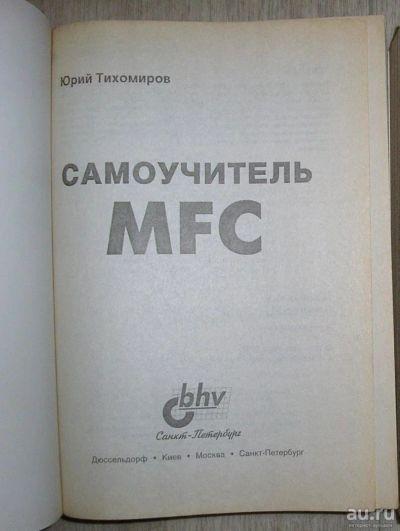 Юрий Тихомиров
САМОУЧИТЕЛЬ
MFC
bhv
Санкт-Петербург
Дюссельдорф • Киев • Москва • Санкт-Петербург
au.ru